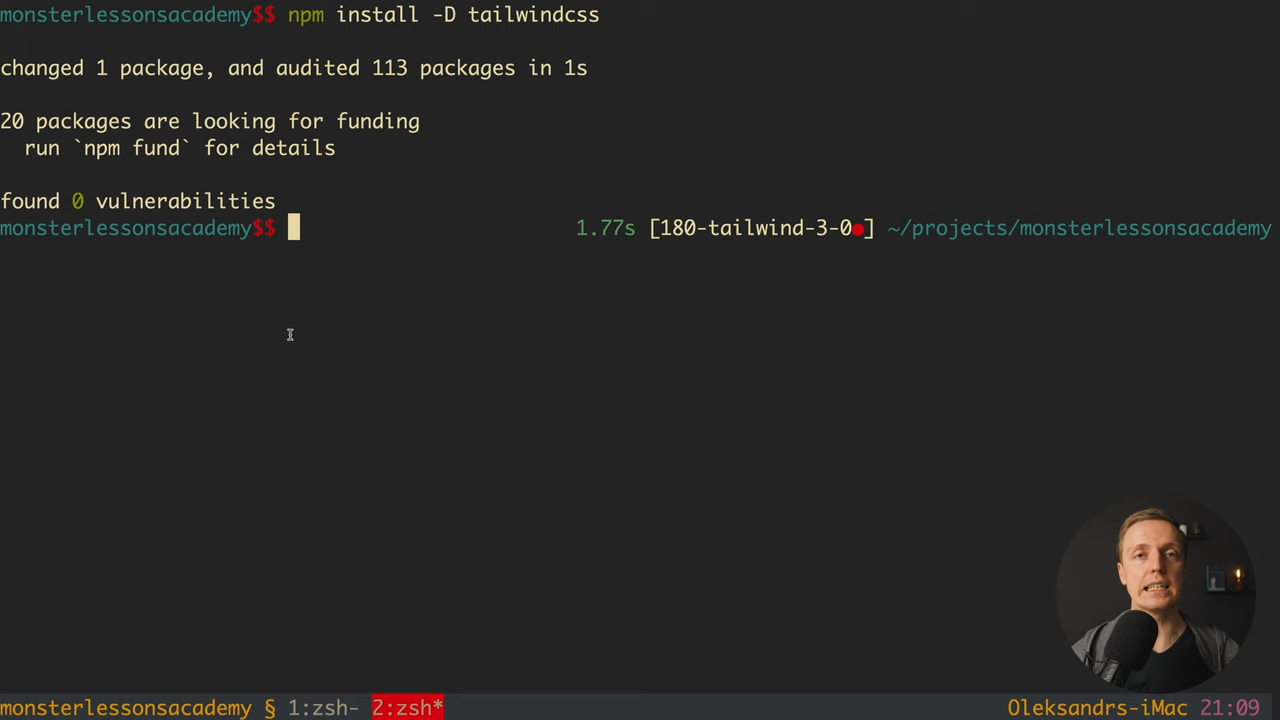 monsterlessonsacademy$$ npm install -D tailwindcss
changed 1 package, and audited 113 packages in 1s
20 packages are looking for funding
run `npm fund` for details
found 0 vulnerabilities
monsterlessonsacademy$$ 1.77s [180-tailwind-3-0●] ~/projects/monsterlessonsacademy
monsterlessonsacademy § 1:zsh- 2:zsh* Oleksandrs-iMac 21:09